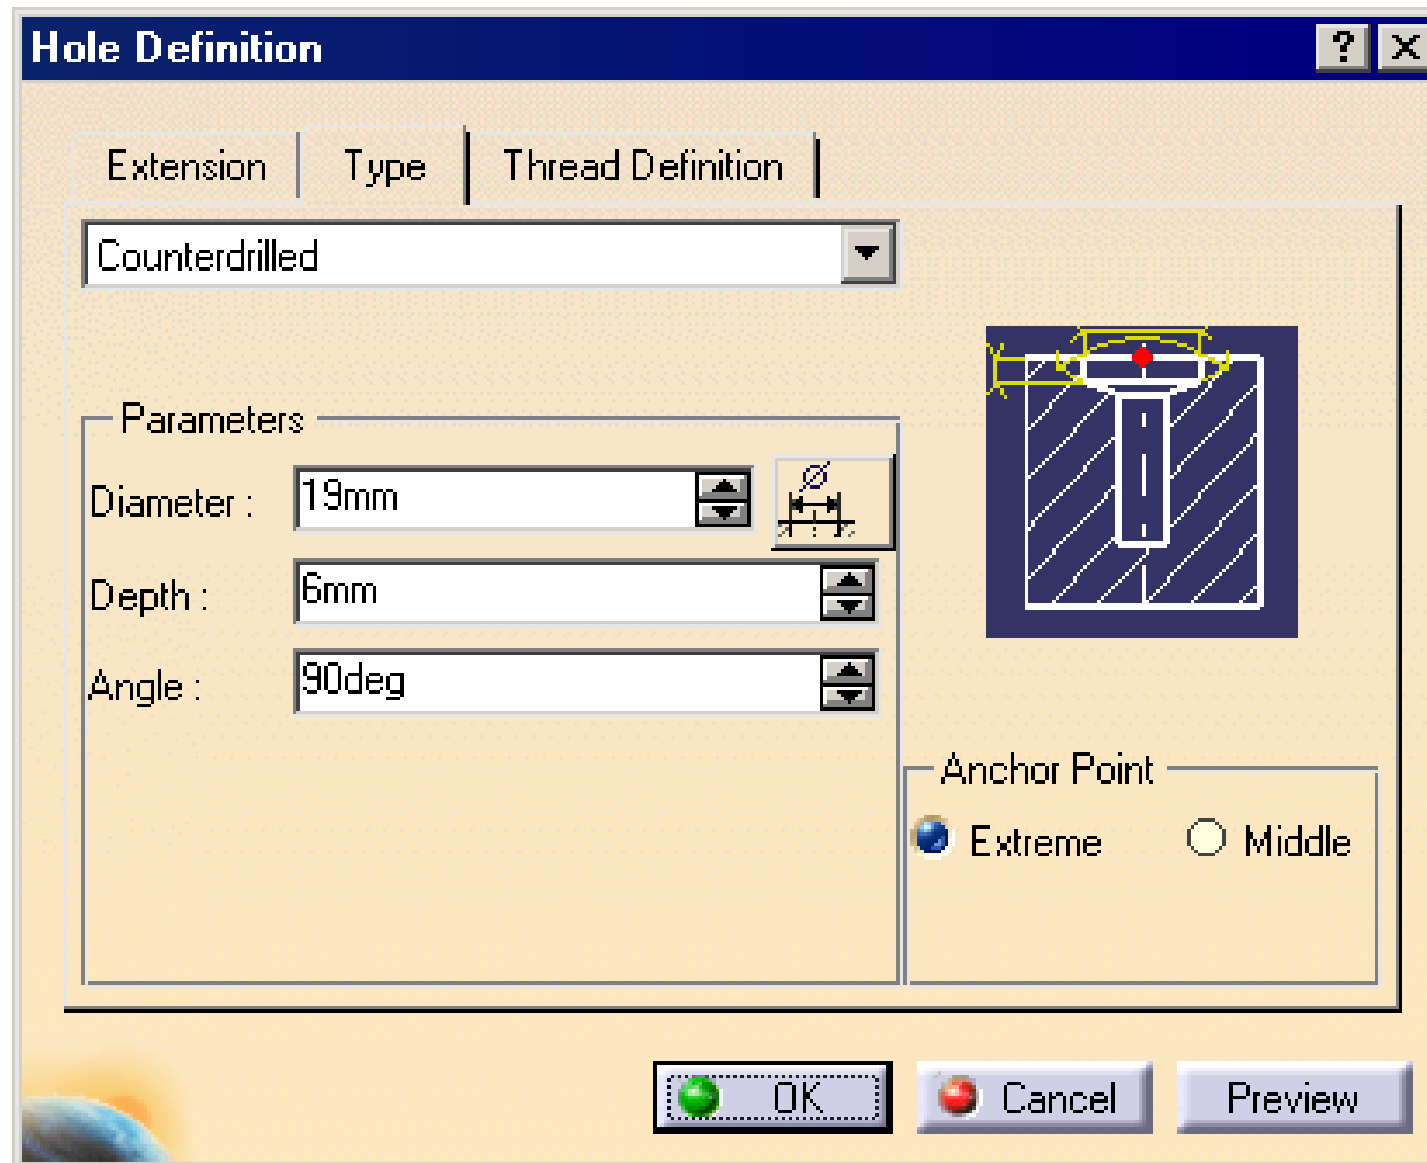 Hole Definition ? X
Extension Type Thread Definition
Counterdrilled
Parameters
Diameter : 19mm Ø
Depth : 6mm
Angle : 90deg
Anchor Point
Extreme Middle
OK Cancel Preview